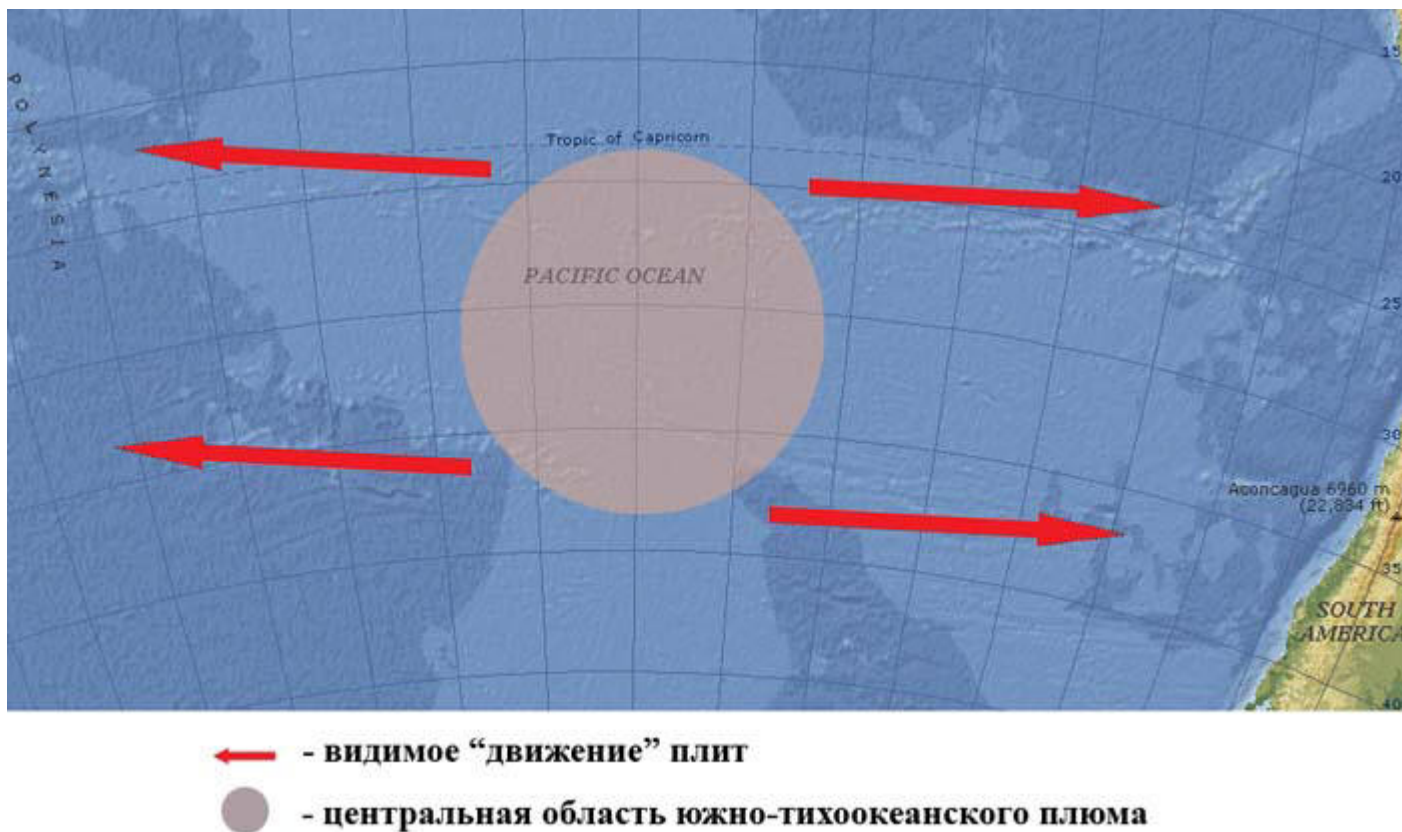 POLYNESIA
Tropic of Capricorn
PACIFIC OCEAN
15
20
25
30
Aconcagua 6960 m
(22,834 ft)
35
SOUTH
AMERICA
40
- видимое “движение” плит
- центральная область южно-тихоокеанского плюма